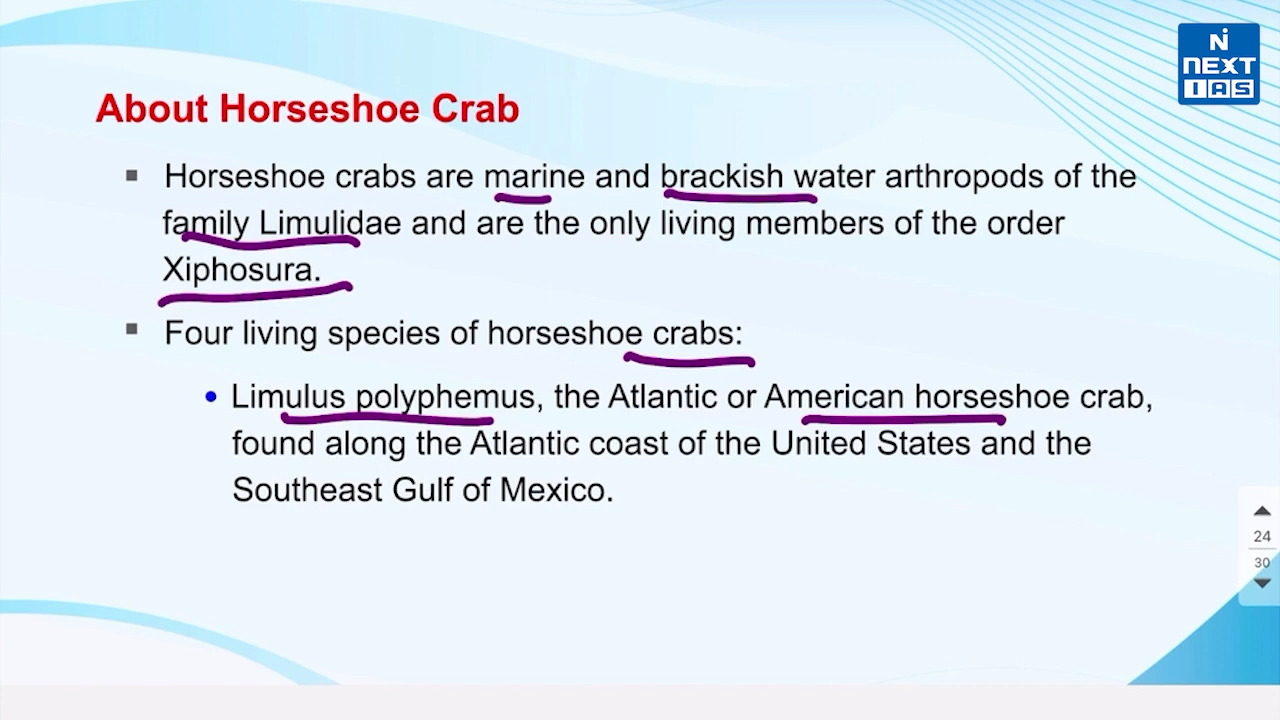 NEXT
IAS
About Horseshoe Crab
Horseshoe crabs are marine and brackish water arthropods of the
family Limulidae and are the only living members of the order
Xiphosura.
Four living species of horseshoe crabs:
Limulus polyphemus, the Atlantic or American horseshoe crab,
found along the Atlantic coast of the United States and the
Southeast Gulf of Mexico.
24
30